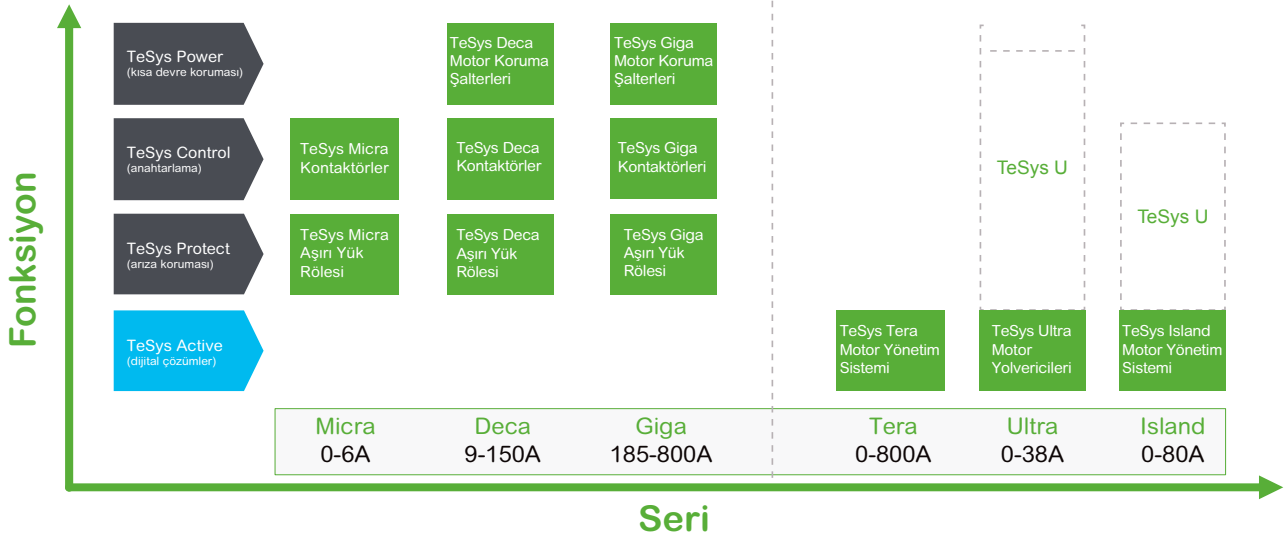 Fonksiyon
TeSys Power
(kısa devre koruması)
TeSys Deca
Motor Koruma
Şalterleri
TeSys Giga
Motor Koruma
Şalterleri
TeSys Control
(anahtarlama)
TeSys Micra
Kontaktörler
TeSys Deca
Kontaktörler
TeSys Giga
Kontaktörleri
TeSys U
TeSys U
TeSys Protect
(arıza koruması)
TeSys Micra
Aşırı Yük
Rölesi
TeSys Deca
Aşırı Yük
Rölesi
TeSys Giga
Aşırı Yük
Rölesi
TeSys Active
(dijital çözümler)
TeSys Tera
Motor Yönetim
Sistemi
TeSys Ultra
Motor
Yolvericileri
TeSys Island
Motor Yönetim
Sistemi
Micra
0-6A
Deca
9-150A
Giga
185-800A
Tera
0-800A
Ultra
0-38A
Island
0-80A
Seri